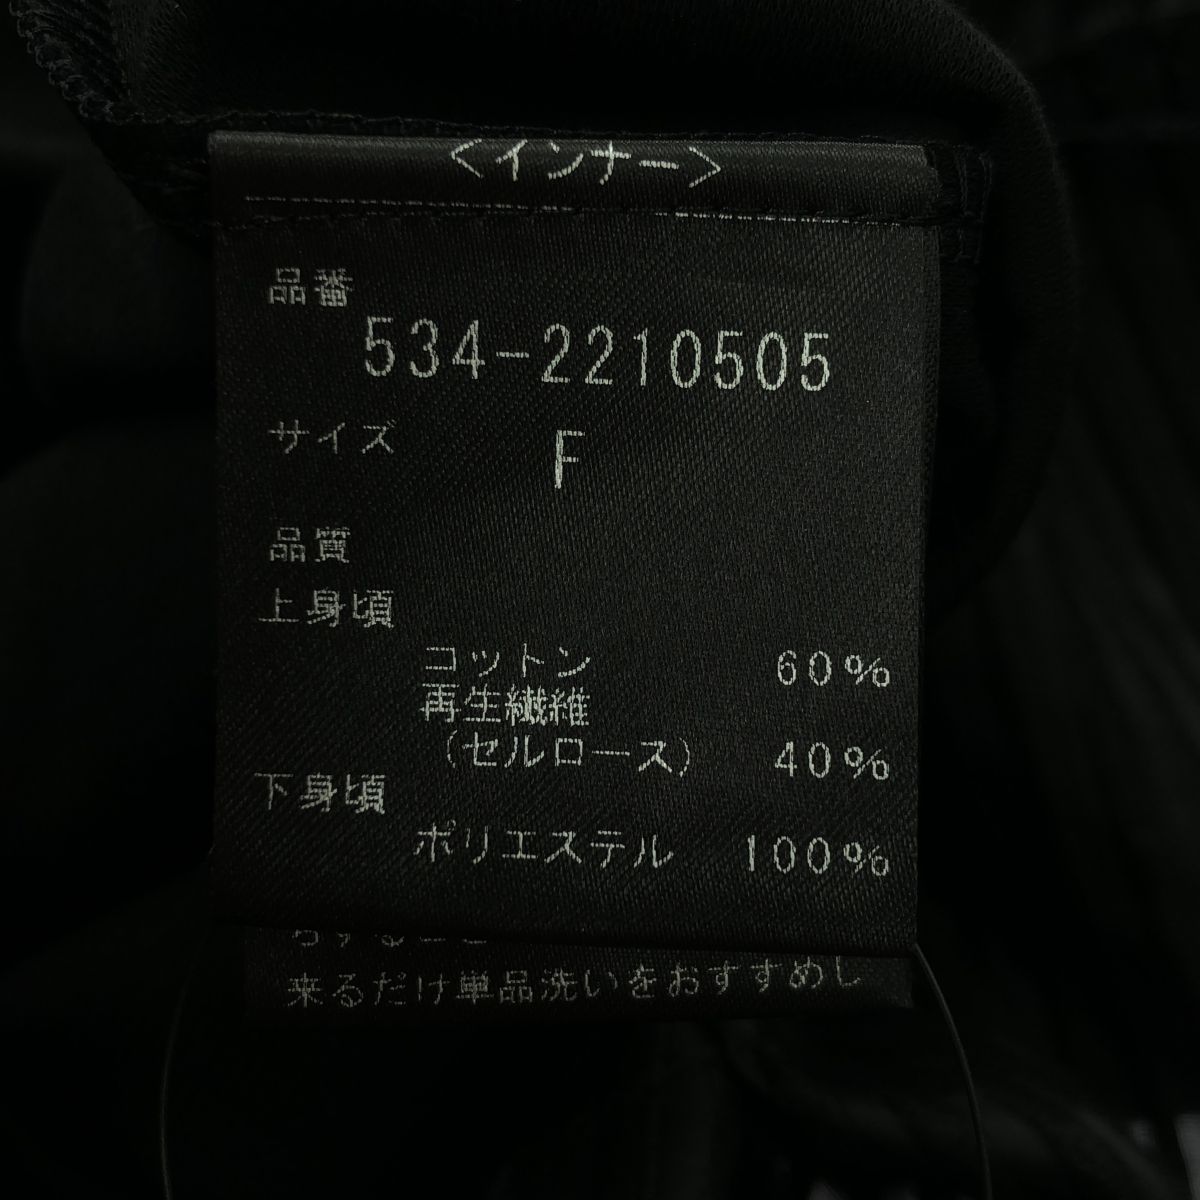 <インナー>
品番
534-2210505
サイズ F
品質
上身頃
コットン 60%
再生繊維
(セルロース) 40%
下身頃
ポリエステル 100%
来るだけ単品洗いをおすすめし